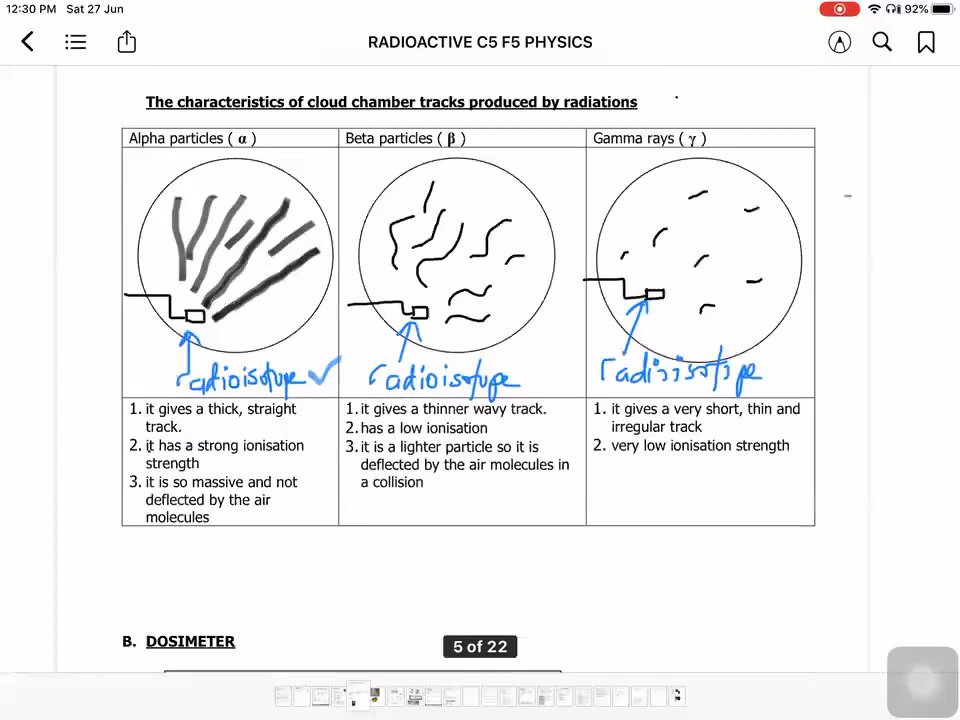 12:30 PM Sat 27 Jun 92%
RADIOACTIVE C5 F5 PHYSICS
The characteristics of cloud chamber tracks produced by radiations
Alpha particles ( α ) Beta particles ( β ) Gamma rays ( γ )
radioisotope ✓ radioisotope radioisotope
1. it gives a thick, straight
track.
2. it has a strong ionisation
strength
3. it is so massive and not
deflected by the air
molecules
1. it gives a thinner wavy track.
2. has a low ionisation
3. it is a lighter particle so it is
deflected by the air molecules in
a collision
1. it gives a very short, thin and
irregular track
2. very low ionisation strength
B. DOSIMETER
5 of 22